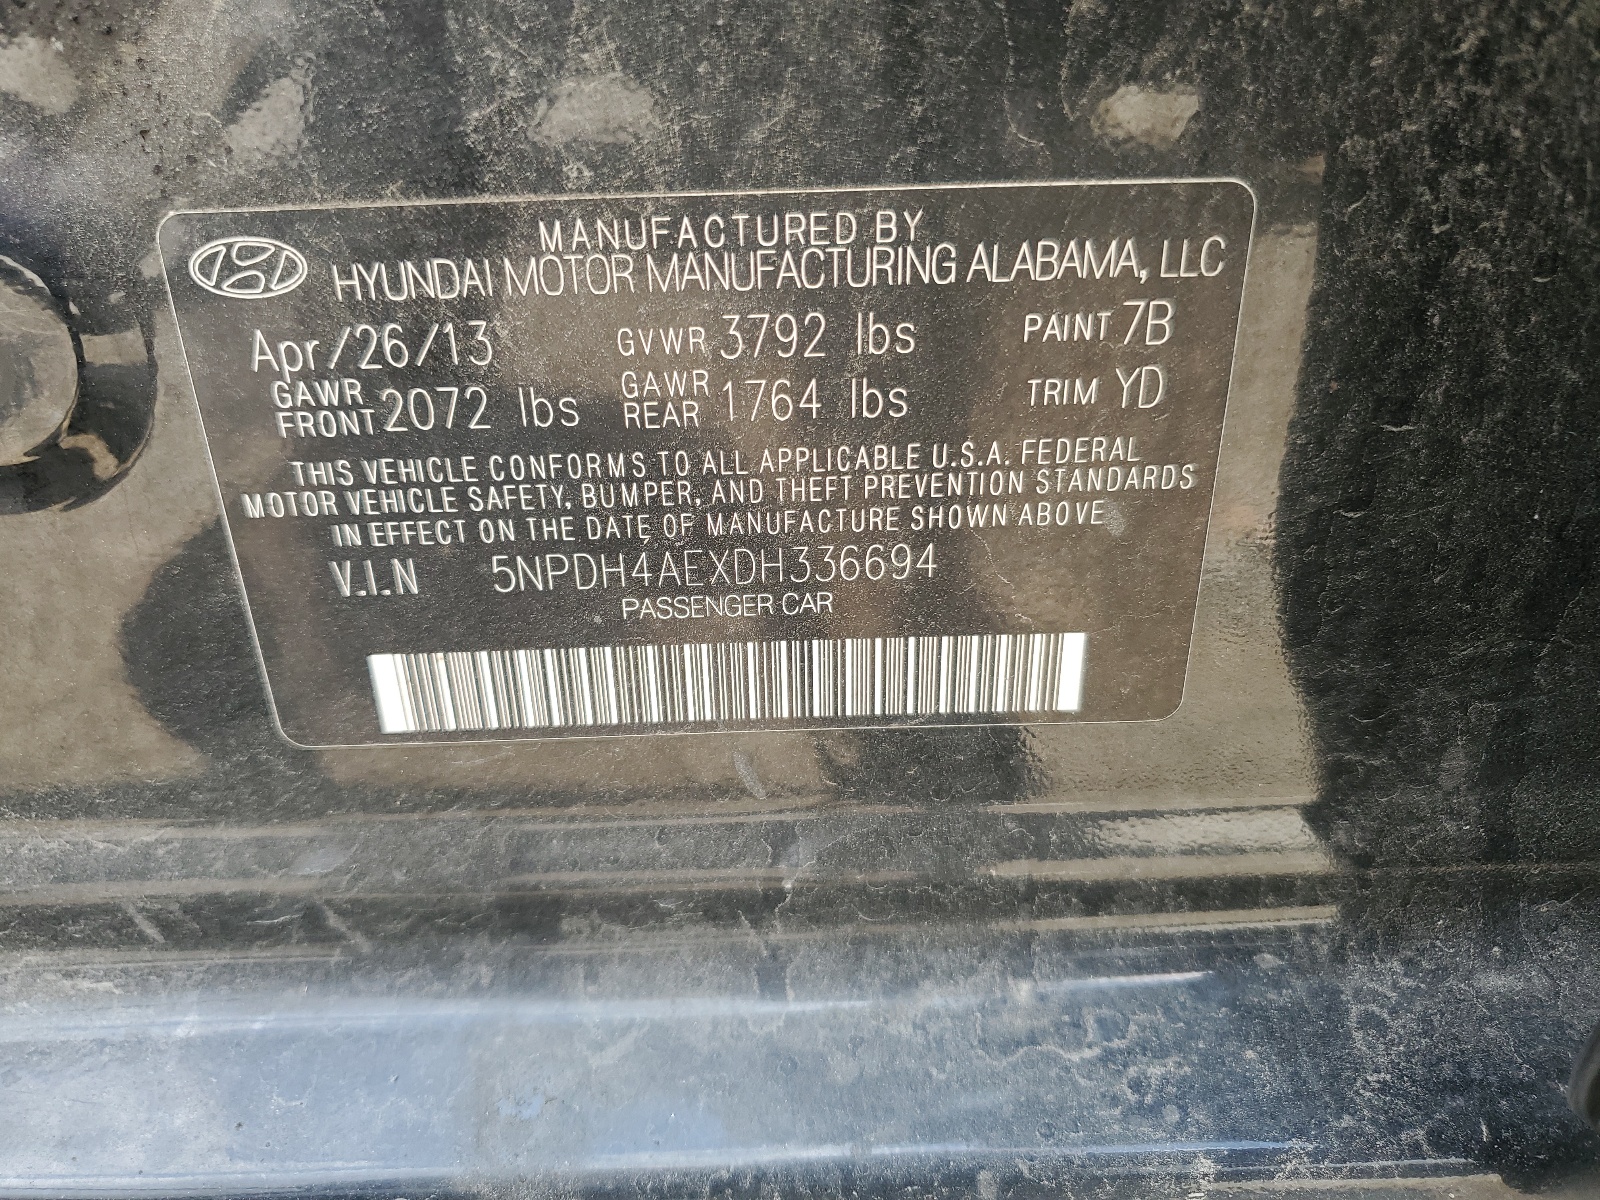 MANUFACTURED BY
HYUNDAI MOTOR MANUFACTURING ALABAMA, LLC
Apr/26/13 GVWR 3792 lbs PAINT 7B
GAWR FRONT 2072 lbs GAWR REAR 1764 lbs TRIM YD
THIS VEHICLE CONFORMS TO ALL APPLICABLE U.S.A. FEDERAL
MOTOR VEHICLE SAFETY, BUMPER, AND THEFT PREVENTION STANDARDS
IN EFFECT ON THE DATE OF MANUFACTURE SHOWN ABOVE
V.I.N 5NPDH4AEXDH336694
PASSENGER CAR